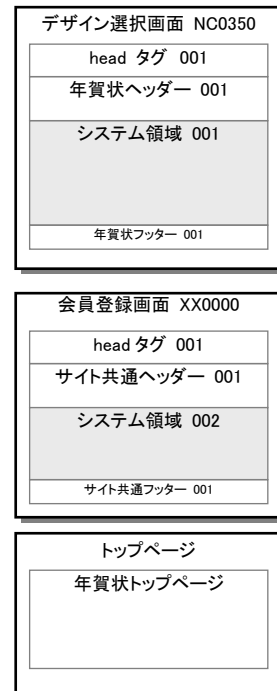 デザイン選択画面 NC0350
head タグ 001
年賀状ヘッダー 001
システム領域 001
年賀状フッター 001
会員登録画面 XX0000
head タグ 001
サイト共通ヘッダー 001
システム領域 002
サイト共通フッター 001
トップページ
年賀状トップページ